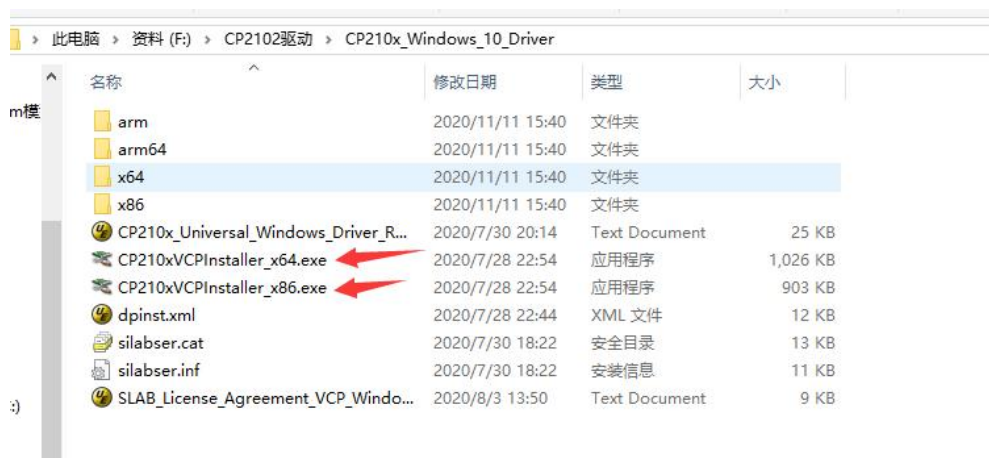 此电脑 › 资料 (F:) › CP2102驱动 › CP210x_Windows_10_Driver
名称 修改日期 类型 大小
m模
arm 2020/11/11 15:40 文件夹
arm64 2020/11/11 15:40 文件夹
x64 2020/11/11 15:40 文件夹
x86 2020/11/11 15:40 文件夹
CP210x_Universal_Windows_Driver_R... 2020/7/30 20:14 Text Document 25 KB
CP210xVCPInstaller_x64.exe 2020/7/28 22:54 应用程序 1,026 KB
CP210xVCPInstaller_x86.exe 2020/7/28 22:54 应用程序 903 KB
dpinst.xml 2020/7/28 22:44 XML 文件 12 KB
silabser.cat 2020/7/30 18:22 安全目录 13 KB
silabser.inf 2020/7/30 18:22 安装信息 11 KB
:) SLAB_License_Agreement_VCP_Windo... 2020/8/3 13:50 Text Document 9 KB